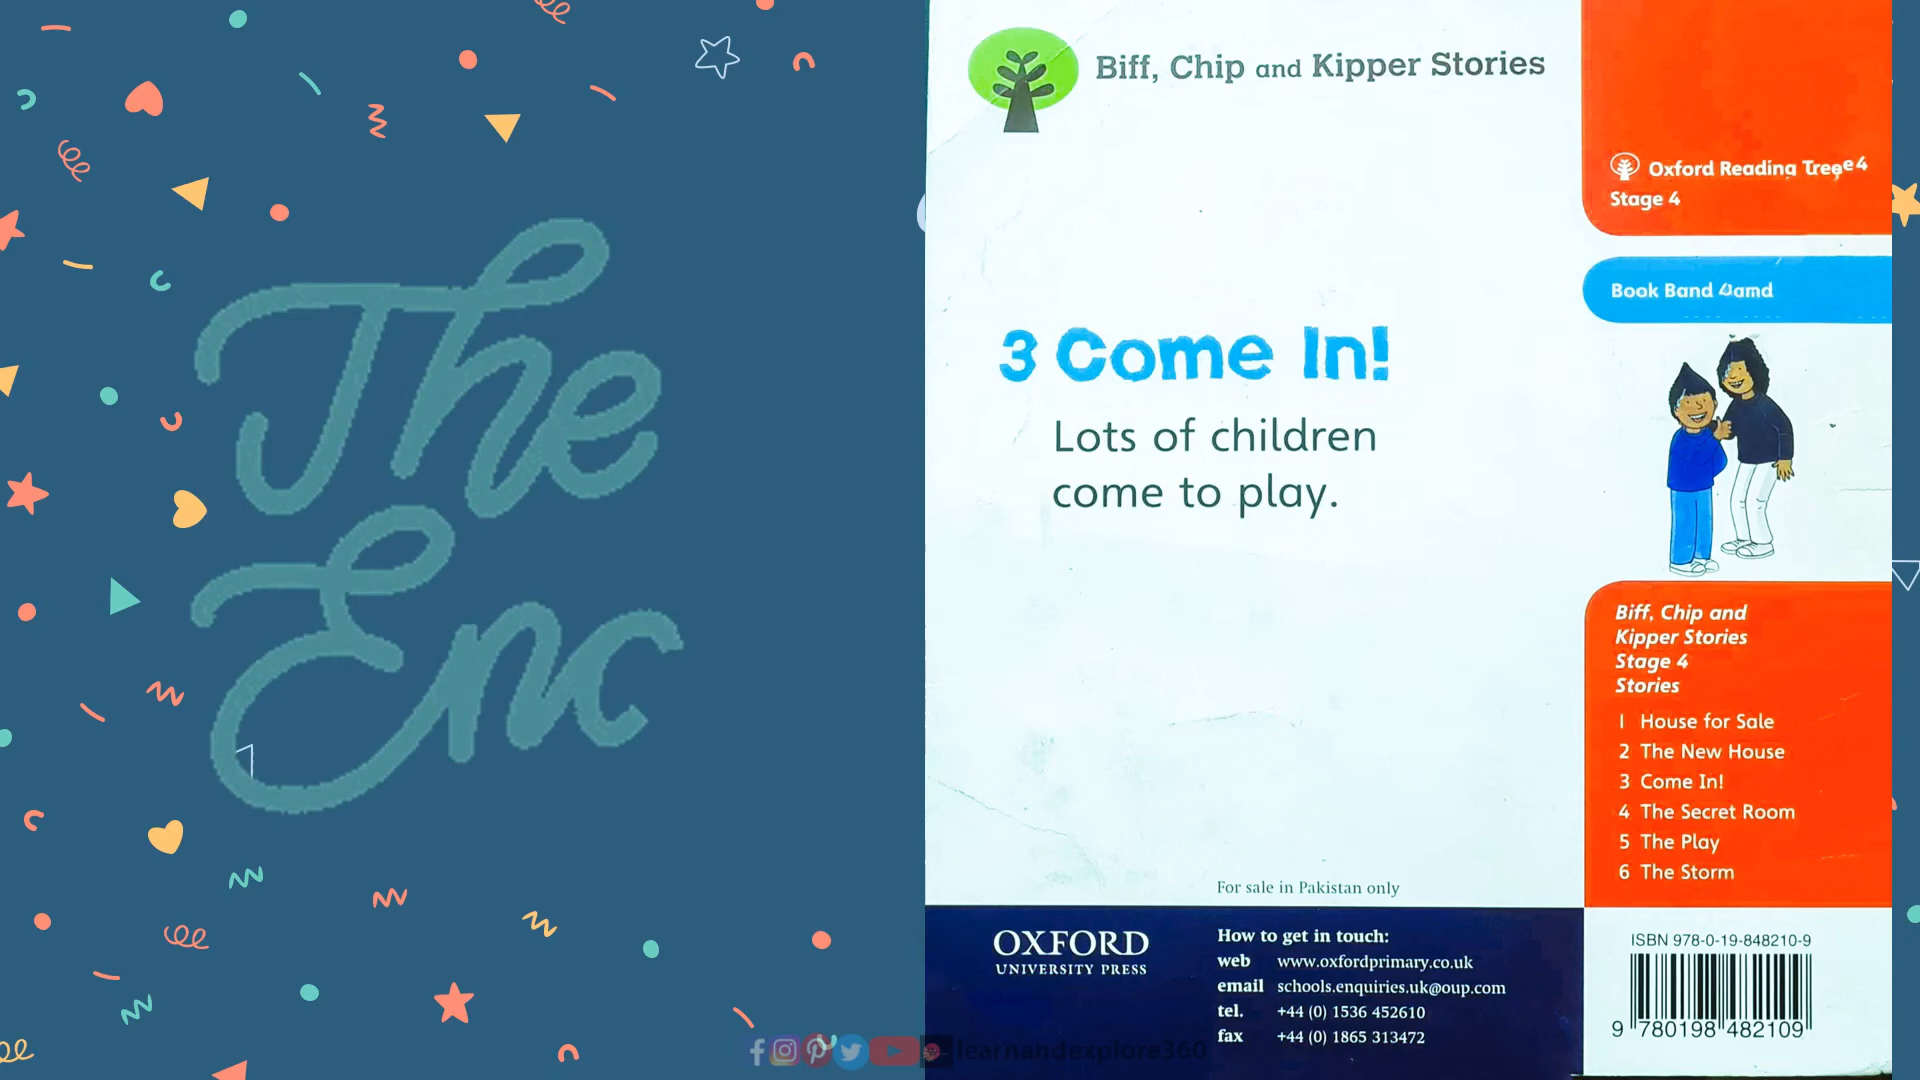 The
Enc
Biff, Chip and Kipper Stories
Oxford Reading Tree
Stage 4
Book Band
3 Come In!
Lots of children
come to play.
Biff, Chip and
Kipper Stories
Stage 4
Stories
1 House for Sale
2 The New House
3 Come In!
4 The Secret Room
5 The Play
6 The Storm
For sale in Pakistan only
OXFORD
UNIVERSITY PRESS
How to get in touch:
web www.oxfordprimary.co.uk
email schools.enquiries.uk@oup.com
tel. +44 (0) 1536 452610
fax +44 (0) 1865 313472
ISBN 978-0-19-848210-9
9 780198 482109
learnandexplore360